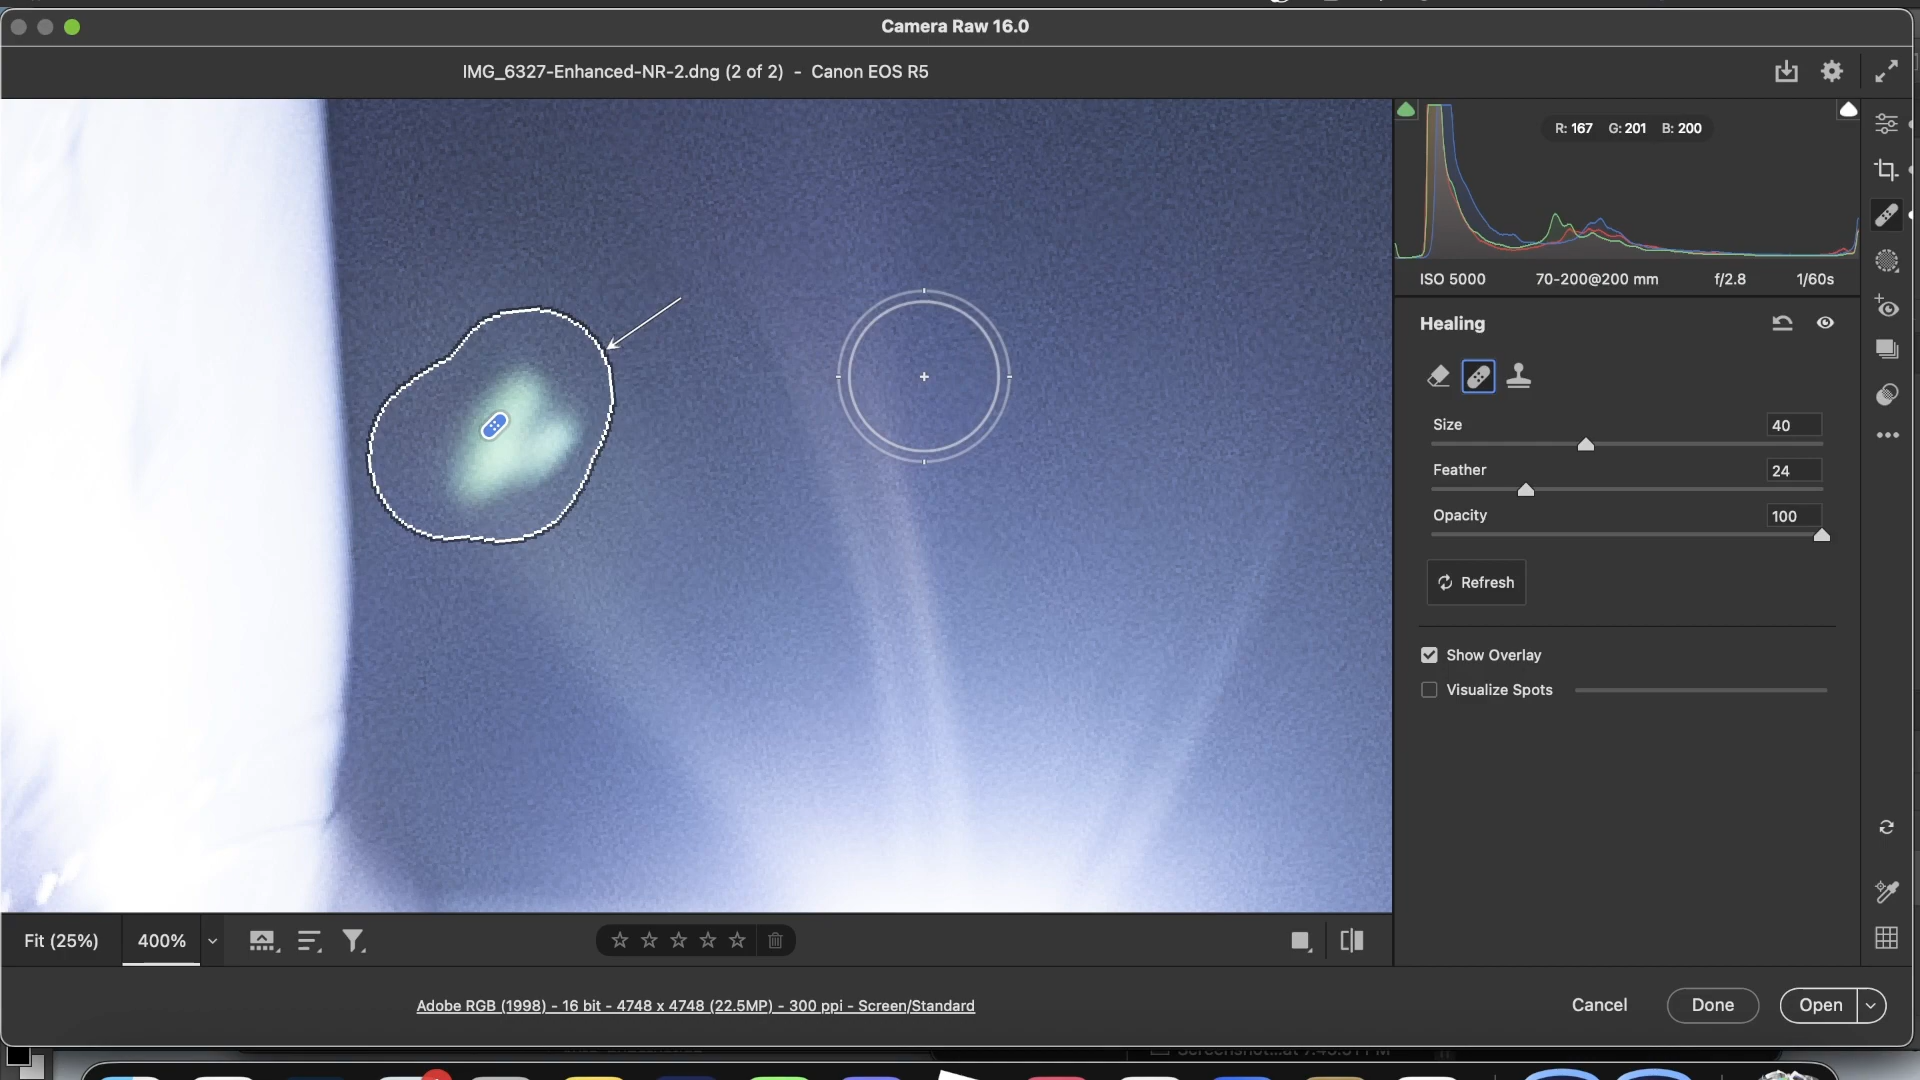 Camera Raw 16.0
IMG_6327-Enhanced-NR-2.dng (2 of 2) - Canon EOS R5
R: 167 G: 201 B: 200
ISO 5000 70-200@200 mm f/2.8 1/60s
Healing
Size 40
Feather 24
Opacity 100
Refresh
Show Overlay
Visualize Spots
Fit (25%) 400%
Adobe RGB (1998) - 16 bit - 4748 x 4748 (22.5MP) - 300 ppi - Screen/Standard
Cancel Done Open